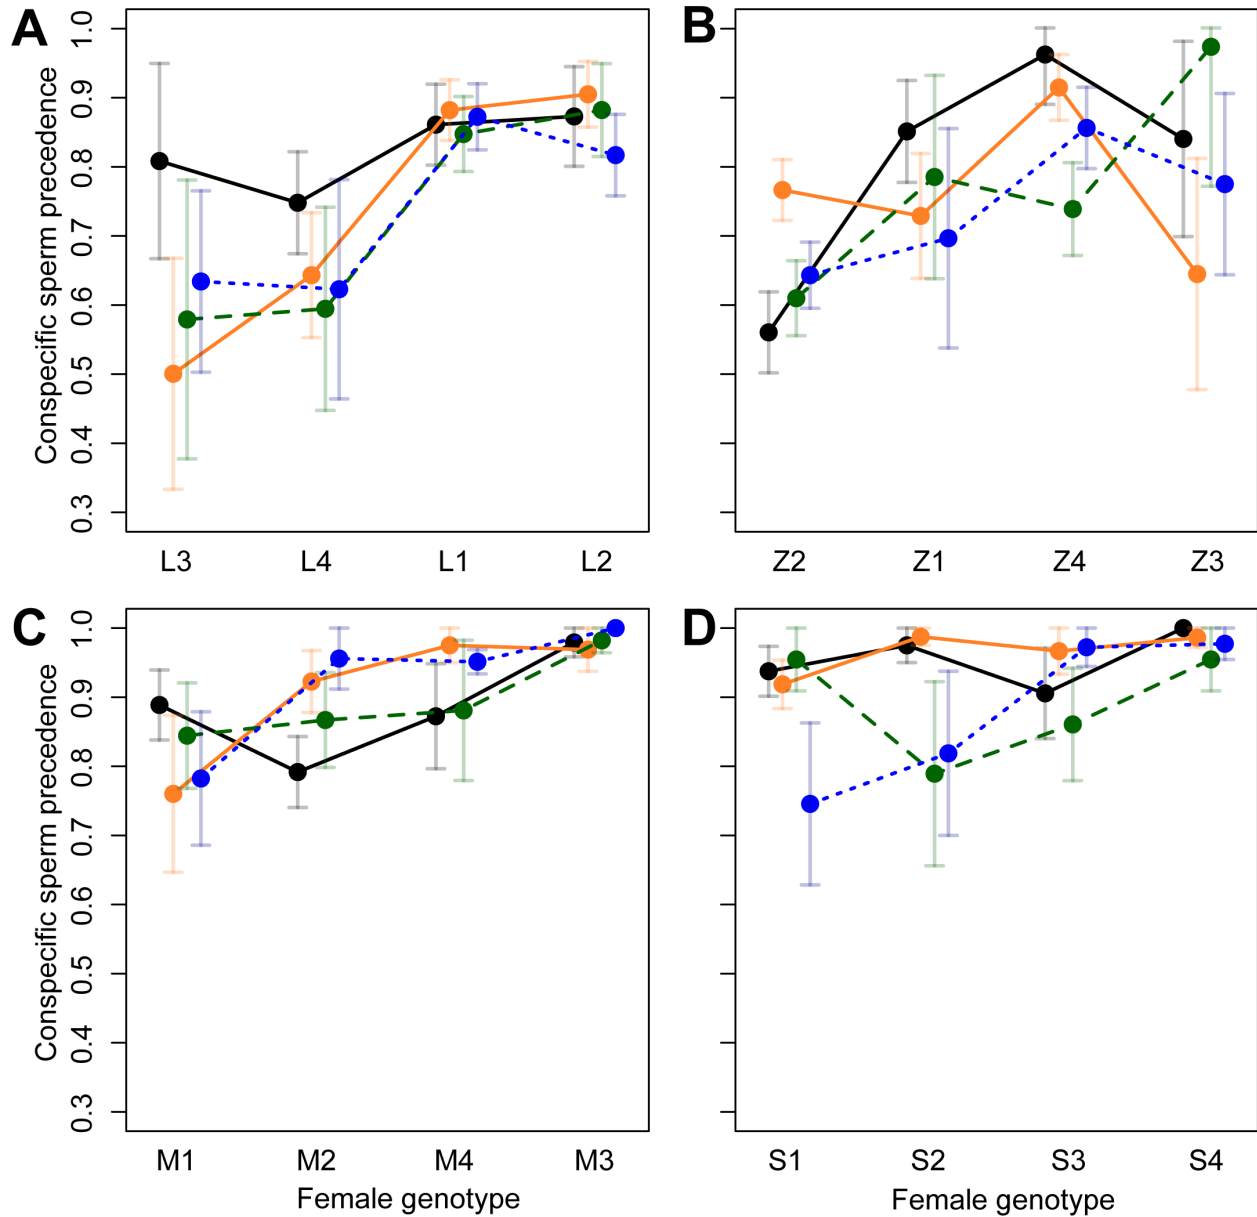 A
Conspecific sperm precedence
1.0
0.9
0.8
0.7
0.6
0.5
0.4
0.3
L3 L4 L1 L2
B
Z2 Z1 Z4 Z3
C
Conspecific sperm precedence
1.0
0.9
0.8
0.7
0.6
0.5
0.4
0.3
M1 M2 M4 M3
Female genotype
D
S1 S2 S3 S4
Female genotype